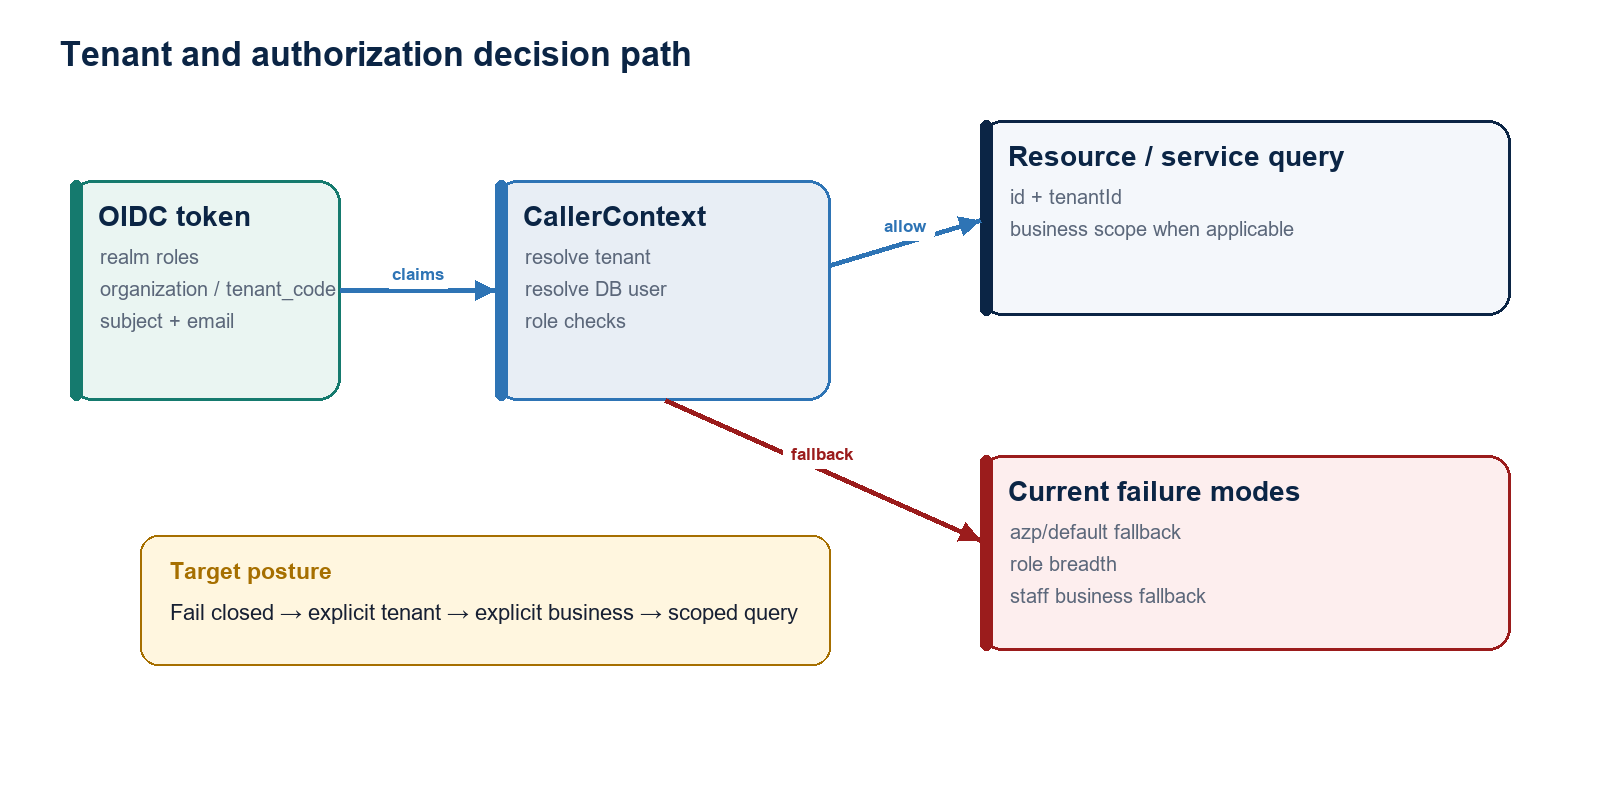 Tenant and authorization decision path
OIDC token
realm roles
organization / tenant_code
subject + email
claims
CallerContext
resolve tenant
resolve DB user
role checks
allow
Resource / service query
id + tenantId
business scope when applicable
fallback
Current failure modes
azp/default fallback
role breadth
staff business fallback
Target posture
Fail closed → explicit tenant → explicit business → scoped query